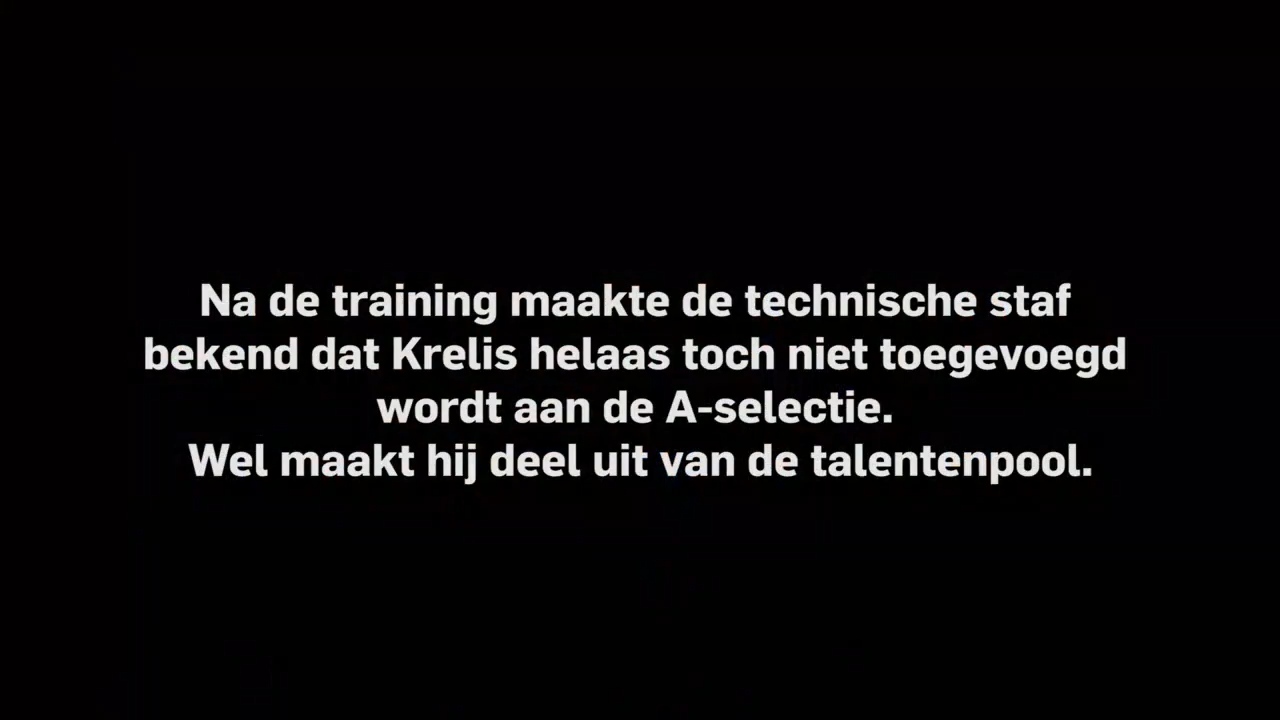 Na de training maakte de technische staf
bekend dat Krelis helaas toch niet toegevoegd
wordt aan de A-selectie.
Wel maakt hij deel uit van de talentenpool.